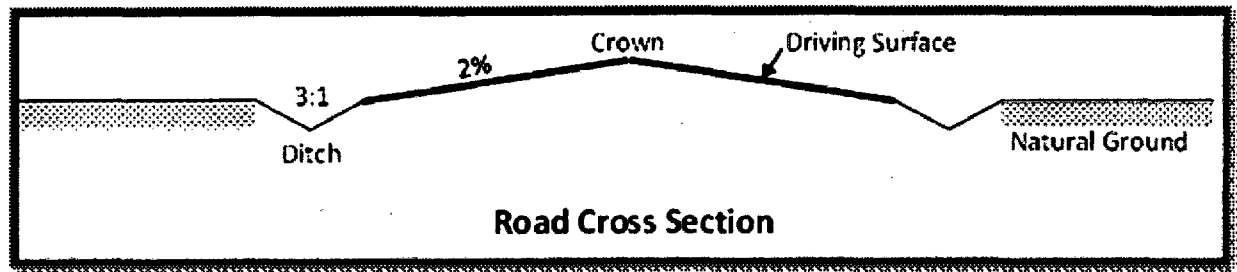 Crown
Driving Surface
2%
3:1
Ditch
Natural Ground
Road Cross Section